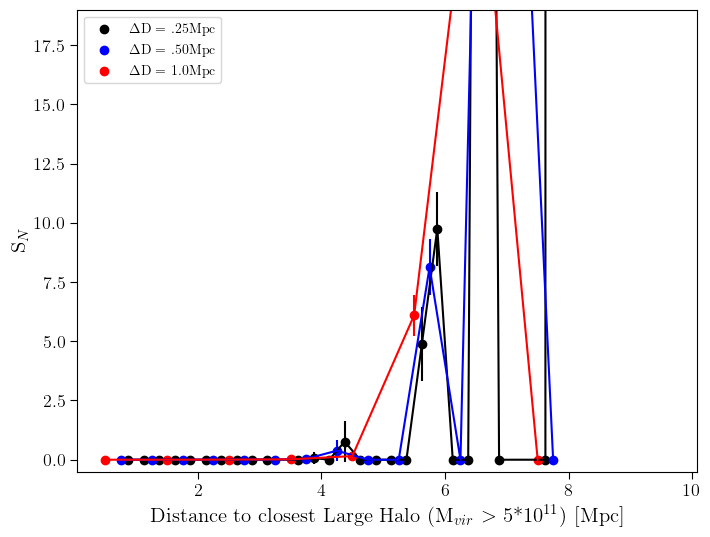 ΔD = .25Mpc
ΔD = .50Mpc
ΔD = 1.0Mpc
17.5
15.0
12.5
10.0
7.5
5.0
2.5
0.0
S_N
2 4 6 8 10
Distance to closest Large Halo (M_{vir} > 5*10^{11}) [Mpc]